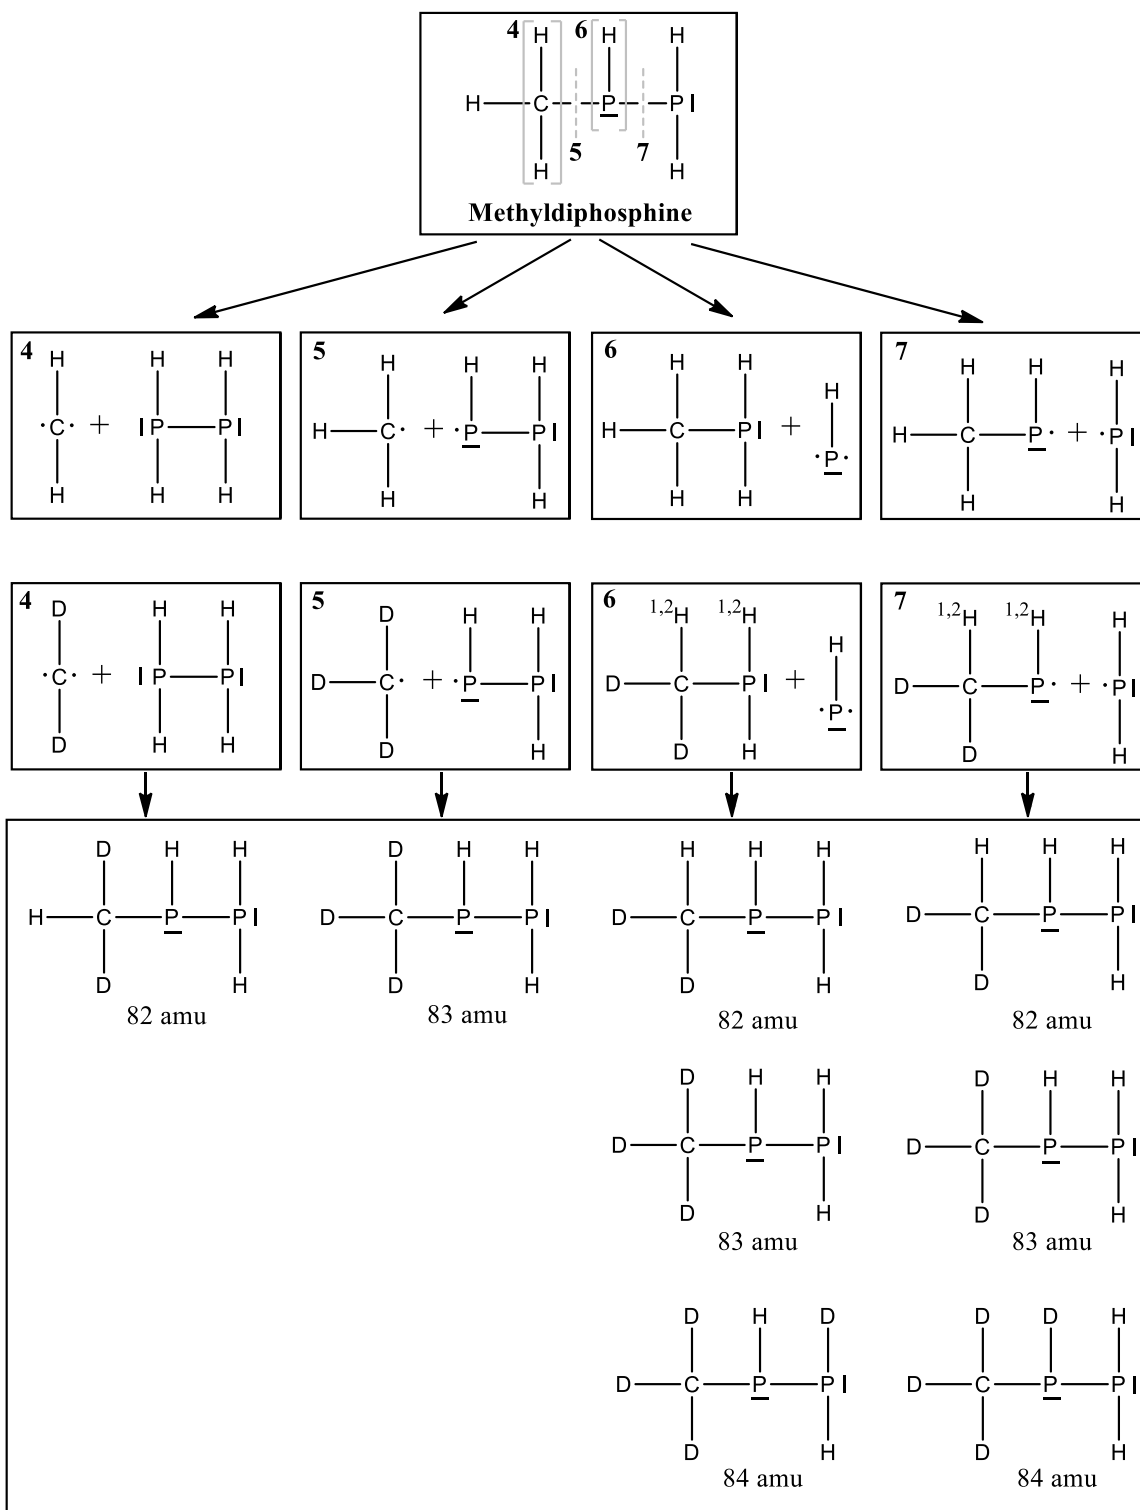 4 H 6 H H
H C P P
5 7
H H
Methyldiphosphine
4 5 6 7
H H H
·C· + P P
H H H
H H H
H C· + ·P P
H H
H H H
H C P + ·P·
H H
H H H
H C P· + ·P
H H
4 5 6 7
D H H
·C· + P P
D H H
D H H
D C· + ·P P
D H
1,2H 1,2H H
D C P + ·P·
D H
1,2H 1,2H H
D C P· + ·P
D H
D H H
H C P P
D H
82 amu
D H H
D C P P
D H
83 amu
H H H
D C P P
D H
82 amu
H H H
D C P P
D H
82 amu
D H H
D C P P
D H
83 amu
D H H
D C P P
D H
83 amu
D H D
D C P P
D H
84 amu
D D H
D C P P
D H
84 amu